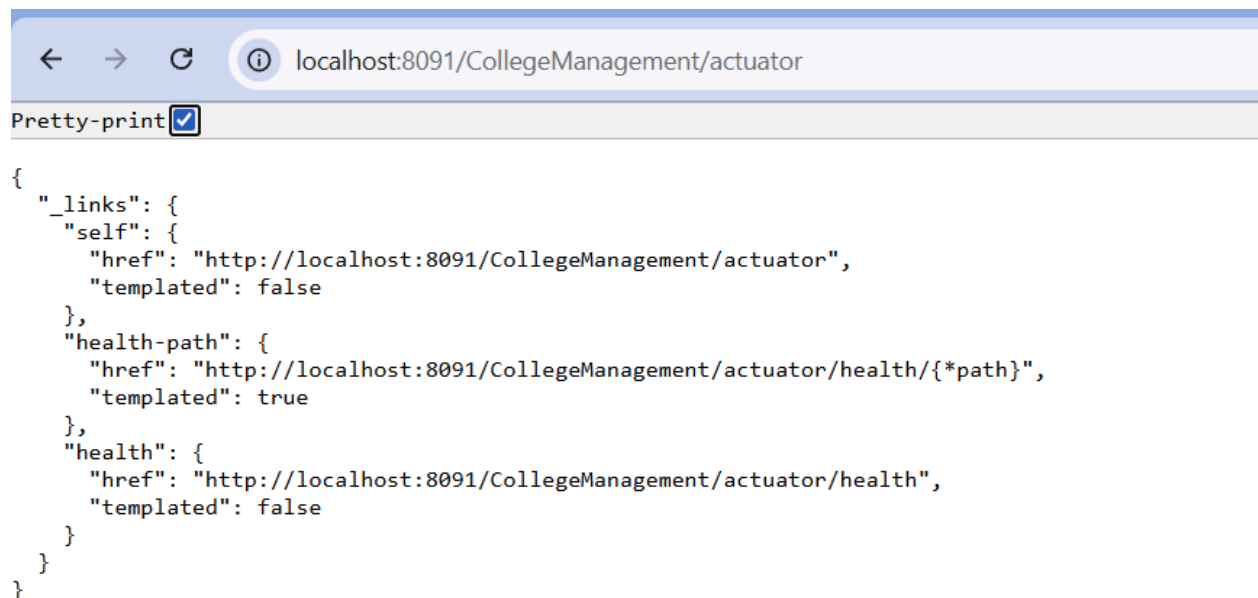 localhost:8091/CollegeManagement/actuator
Pretty-print
{
  "_links": {
    "self": {
      "href": "http://localhost:8091/CollegeManagement/actuator",
      "templated": false
    },
    "health-path": {
      "href": "http://localhost:8091/CollegeManagement/actuator/health/{*path}",
      "templated": true
    },
    "health": {
      "href": "http://localhost:8091/CollegeManagement/actuator/health",
      "templated": false
    }
  }
}